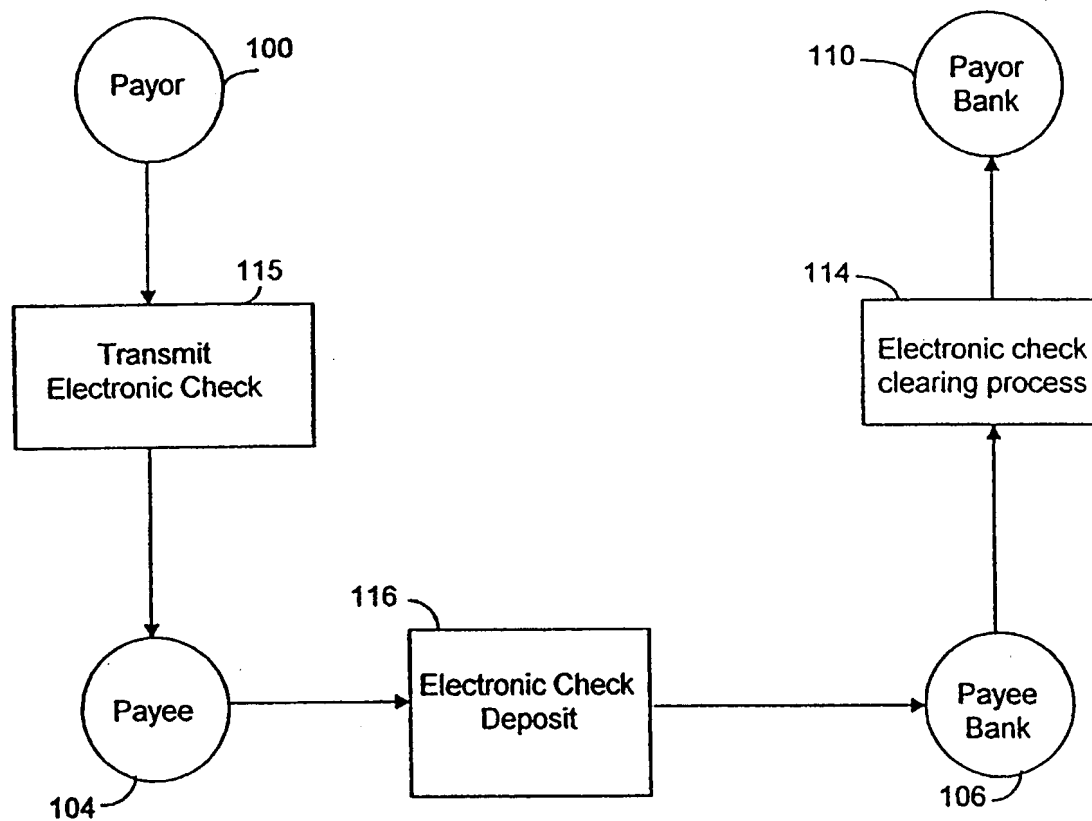 100
Payor
110
Payor
Bank
115
Transmit
Electronic Check
114
Electronic check
clearing process
116
Electronic Check
Deposit
Payee
104
Payee
Bank
106